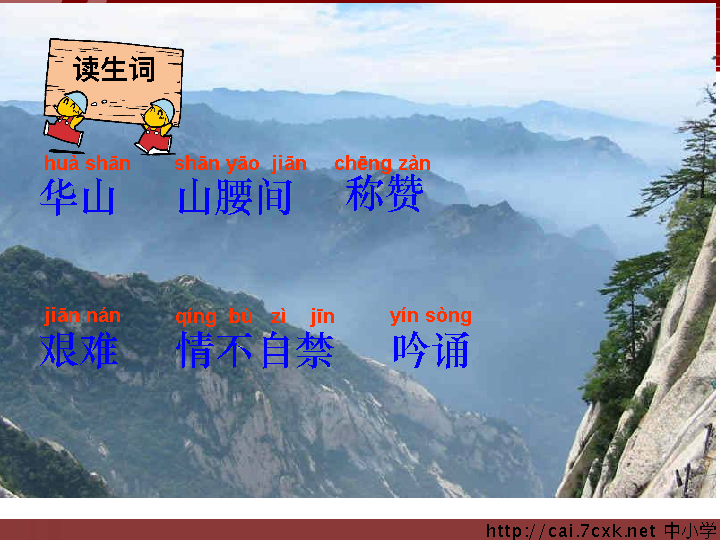 读生词
huà shān shān yāo jiān chēng zàn
华山 山腰间 称赞
jiān nán qíng bù zì jīn yín sòng
艰难 情不自禁 吟诵
http://cai.7cxk.net 中小学